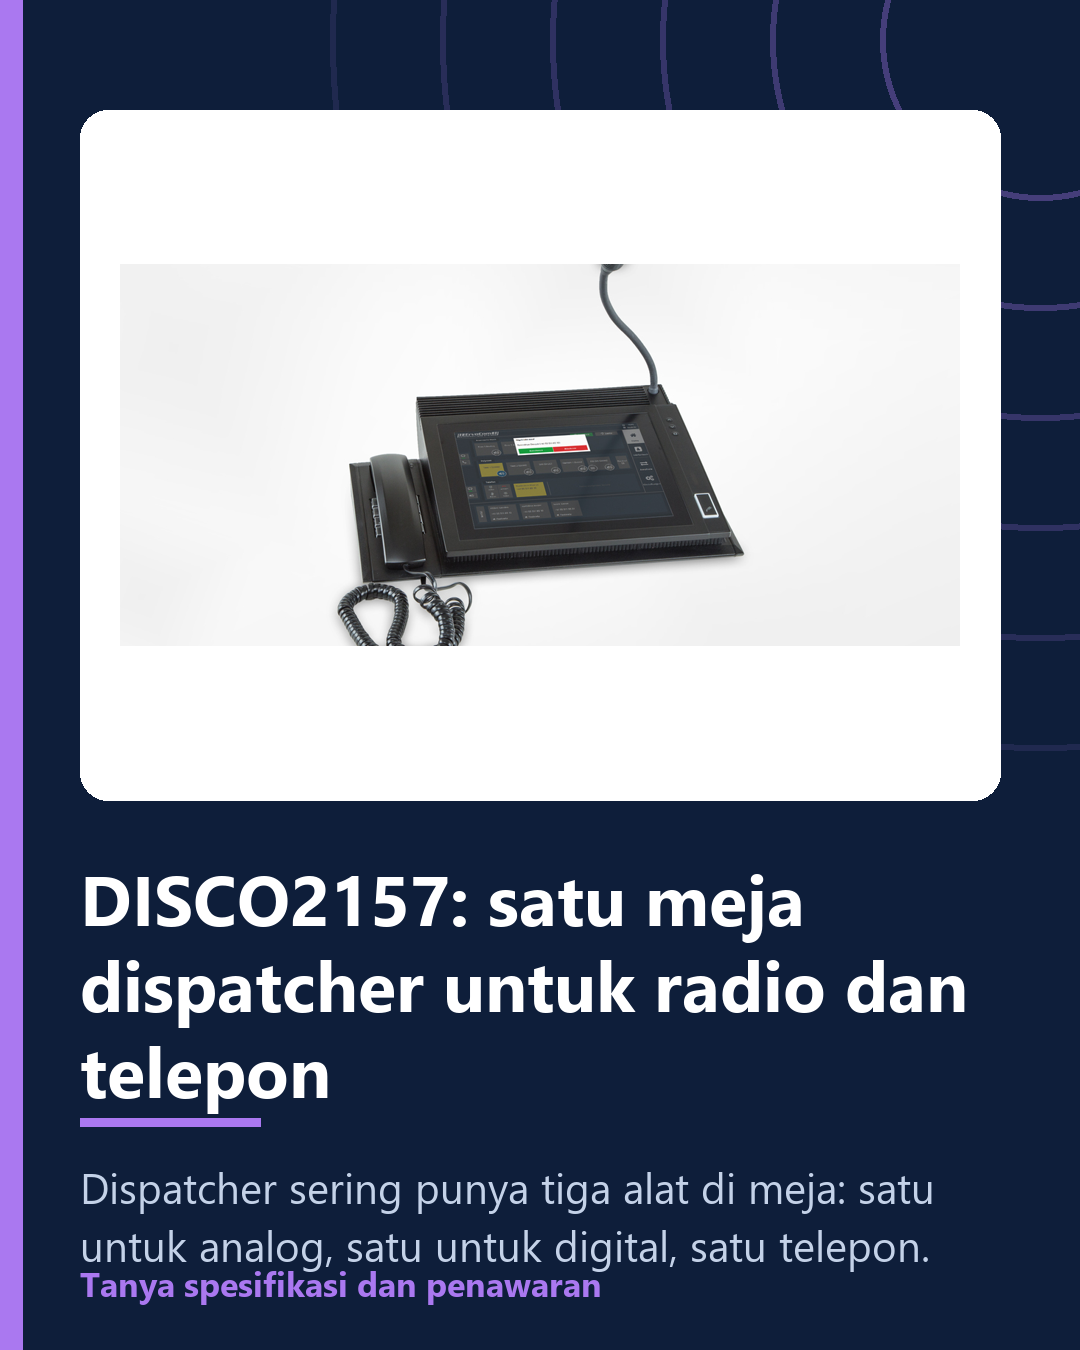 DISCO2157: satu meja
dispatcher untuk radio dan
telepon
Dispatcher sering punya tiga alat di meja: satu
untuk analog, satu untuk digital, satu telepon.
Tanya spesifikasi dan penawaran